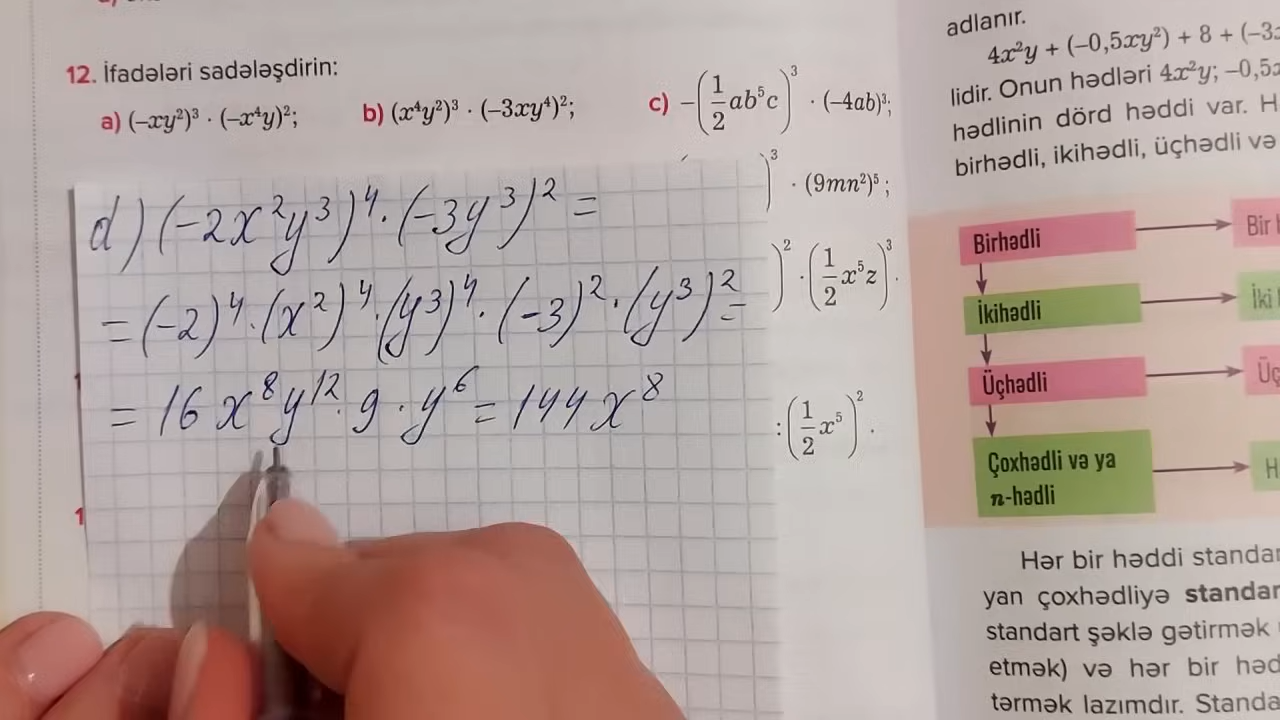 12. İfadələri sadələşdirin:
a) (–xy²)³ · (–x⁴y)²; b) (x⁴y²)³ · (–3xy⁴)²; c) –(1/2 ab⁵c)³ · (–4ab)³;
)³ · (9mn²)⁵;
)² · (1/2 x⁵z)³.
: (1/2 x⁵)².
d) (-2x²y³)⁴ · (-3y³)² =
= (-2)⁴ · (x²)⁴ · (y³)⁴ · (-3)² · (y³)² =
= 16x⁸y¹² · 9 · y⁶ = 144x⁸
adlanır.
4x²y + (–0,5xy²) + 8 + (–3
lidir. Onun hədləri 4x²y; –0,5
hədlinin dörd həddi var. H
birhədli, ikihədli, üçhədli və
Birhədli
Bir
İkihədli
İki
Üçhədli
Üç
Çoxhədli və ya
n-hədli
H
Hər bir həddi standar
yan çoxhədliyə standar
standart şəklə gətirmək
etmək) və hər bir həd
tərmək lazımdır. Standa